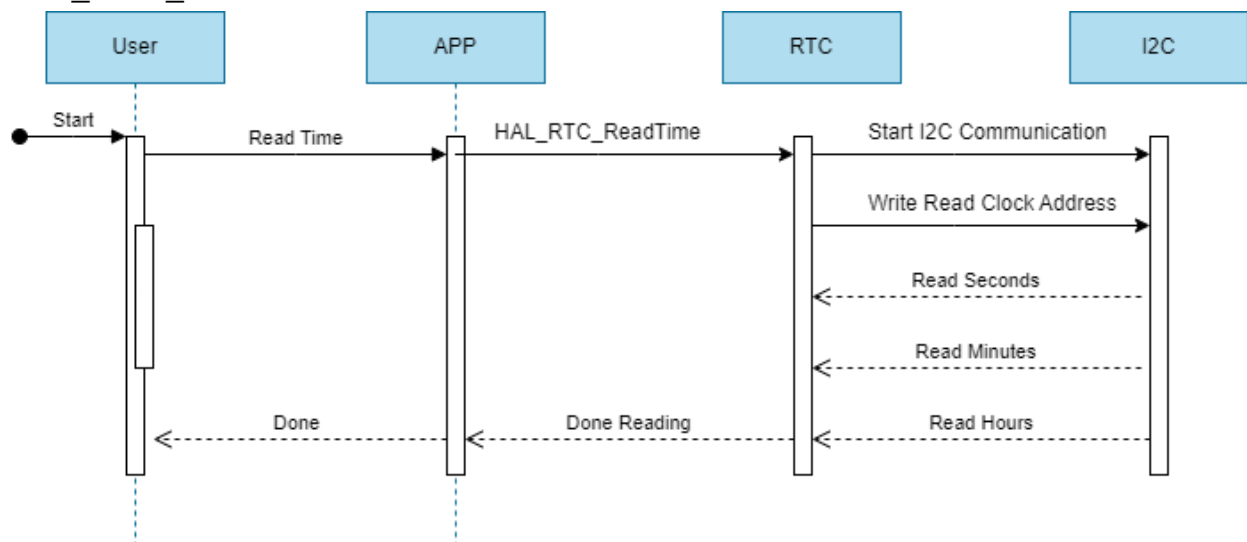 User
APP
RTC
I2C
Start
Read Time
HAL_RTC_ReadTime
Start I2C Communication
Write Read Clock Address
Read Seconds
Read Minutes
Done
Done Reading
Read Hours